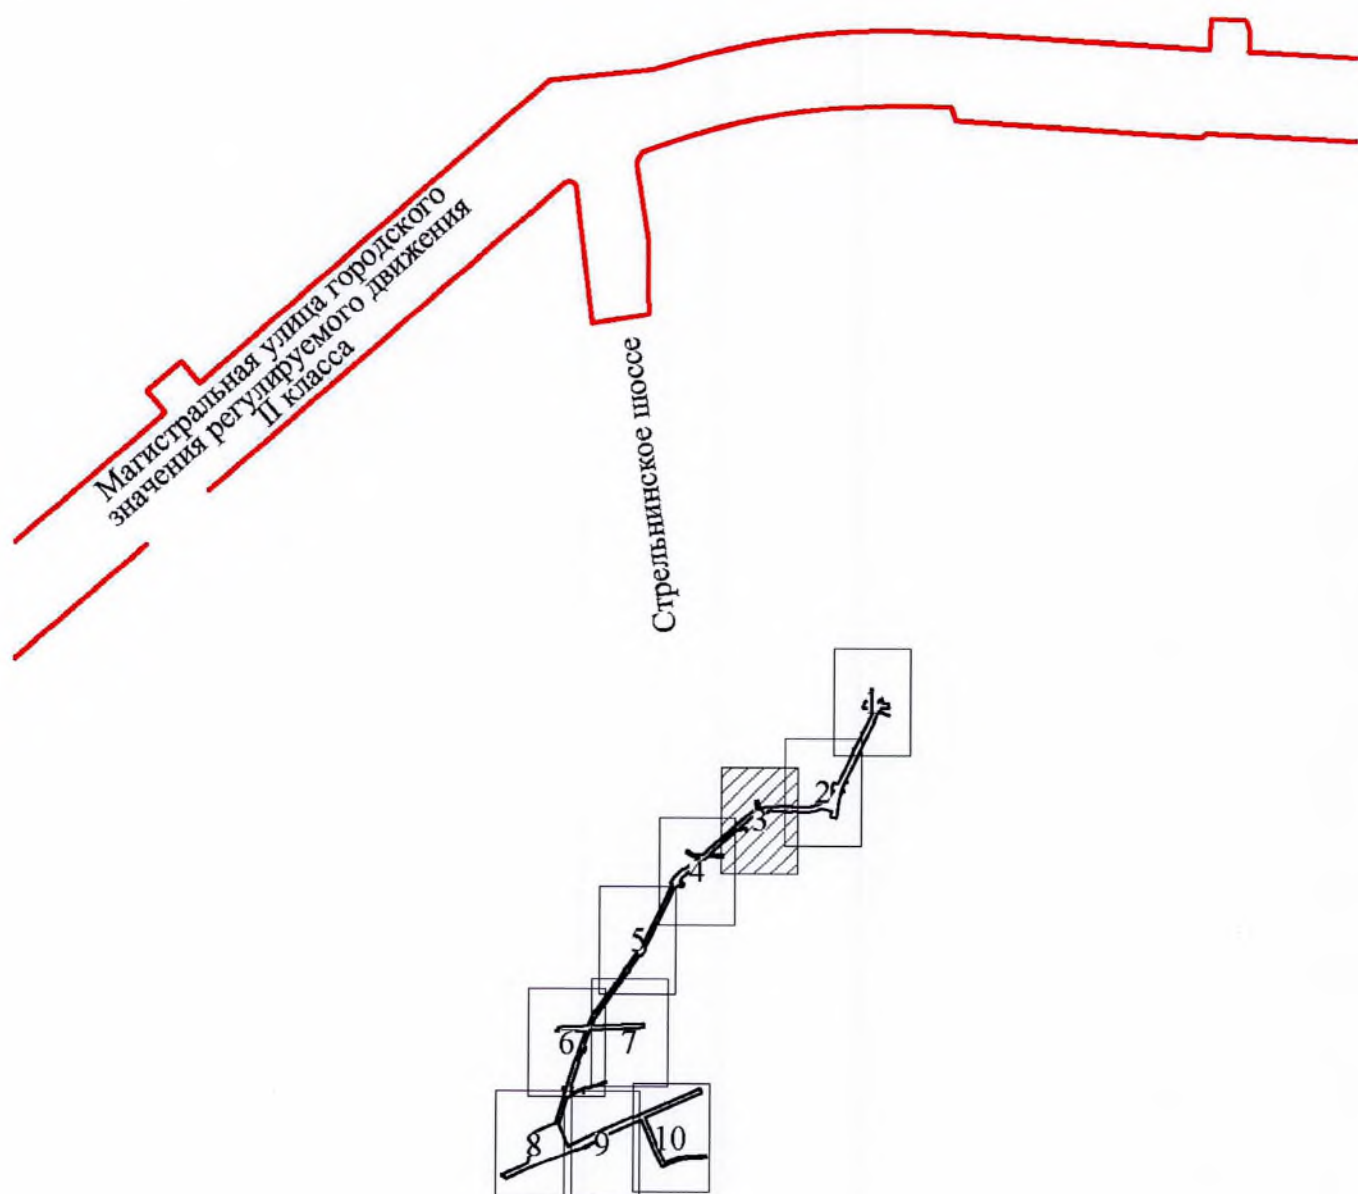 Магистральная улица городского
значения регулируемого движения
II класса
Стрельнинское шоссе
1
2
3
4
5
6
7
8
9
10